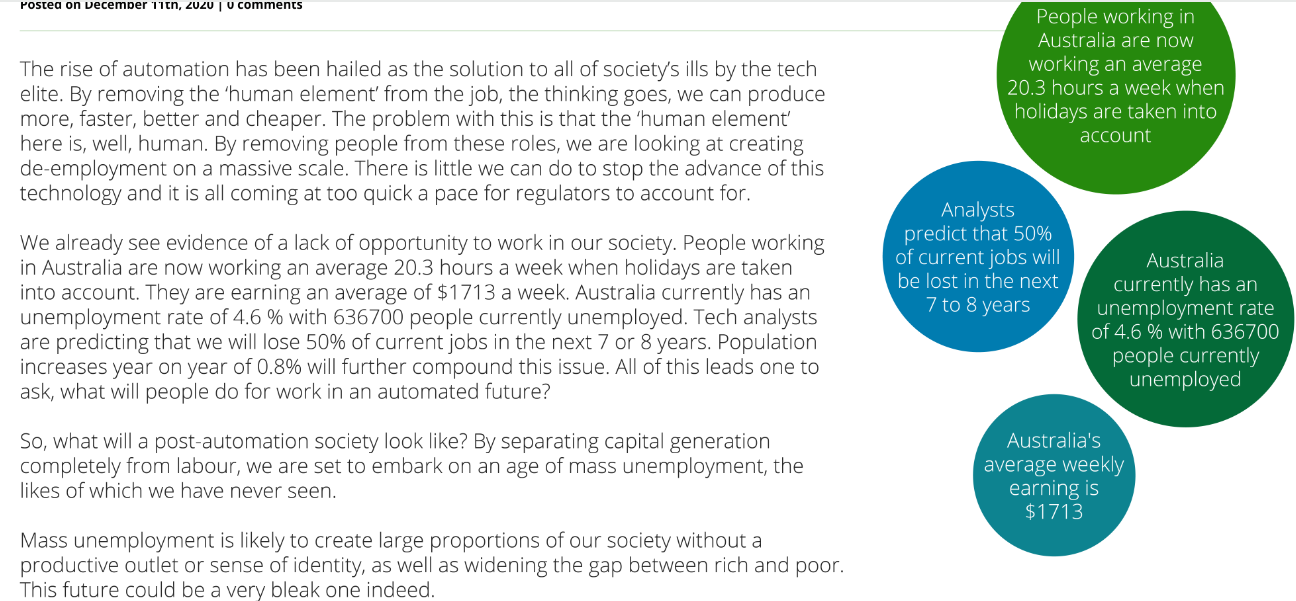 Posted on December 11th, 2020 | 0 comments
The rise of automation has been hailed as the solution to all of society's ills by the tech
elite. By removing the 'human element' from the job, the thinking goes, we can produce
more, faster, better and cheaper. The problem with this is that the 'human element'
here is, well, human. By removing people from these roles, we are looking at creating
de-employment on a massive scale. There is little we can do to stop the advance of this
technology and it is all coming at too quick a pace for regulators to account for.
We already see evidence of a lack of opportunity to work in our society. People working
in Australia are now working an average 20.3 hours a week when holidays are taken
into account. They are earning an average of $1713 a week. Australia currently has an
unemployment rate of 4.6 % with 636700 people currently unemployed. Tech analysts
are predicting that we will lose 50% of current jobs in the next 7 or 8 years. Population
increases year on year of 0.8% will further compound this issue. All of this leads one to
ask, what will people do for work in an automated future?
So, what will a post-automation society look like? By separating capital generation
completely from labour, we are set to embark on an age of mass unemployment, the
likes of which we have never seen.
Mass unemployment is likely to create large proportions of our society without a
productive outlet or sense of identity, as well as widening the gap between rich and poor.
This future could be a very bleak one indeed.
People working in
Australia are now
working an average
20.3 hours a week when
holidays are taken into
account
Analysts
predict that 50%
of current jobs will
be lost in the next
7 to 8 years
Australia
currently has an
unemployment rate
of 4.6 % with 636700
people currently
unemployed
Australia's
average weekly
earning is
$1713